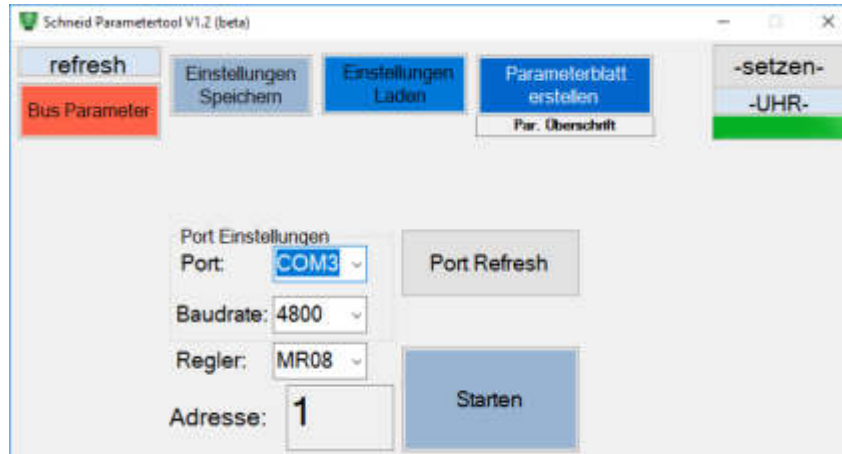 Schneid Parametertool V1.2 (beta)
refresh
Bus Parameter
Einstellungen
Speichern
Einstellungen
Laden
Parameterblatt
erstellen
Par. Überschrift
-setzen-
-UHR-
Port Einstellungen
Port: COM3
Port Refresh
Baudrate: 4800
Regler: MR08
Adresse: 1
Starten